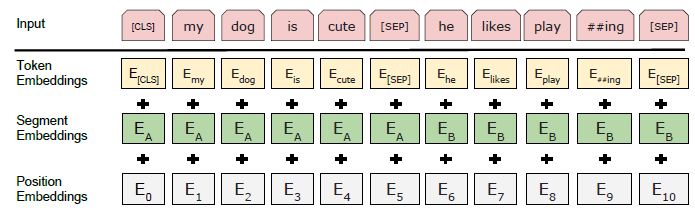 Input [CLS] my dog is cute [SEP] he likes play ##ing [SEP]
Token Embeddings E[CLS] Emy Edog Eis Ecute E[SEP] Ehe Elikes Eplay E##ing E[SEP]
Segment Embeddings EA EA EA EA EA EA EB EB EB EB EB
Position Embeddings E0 E1 E2 E3 E4 E5 E6 E7 E8 E9 E10